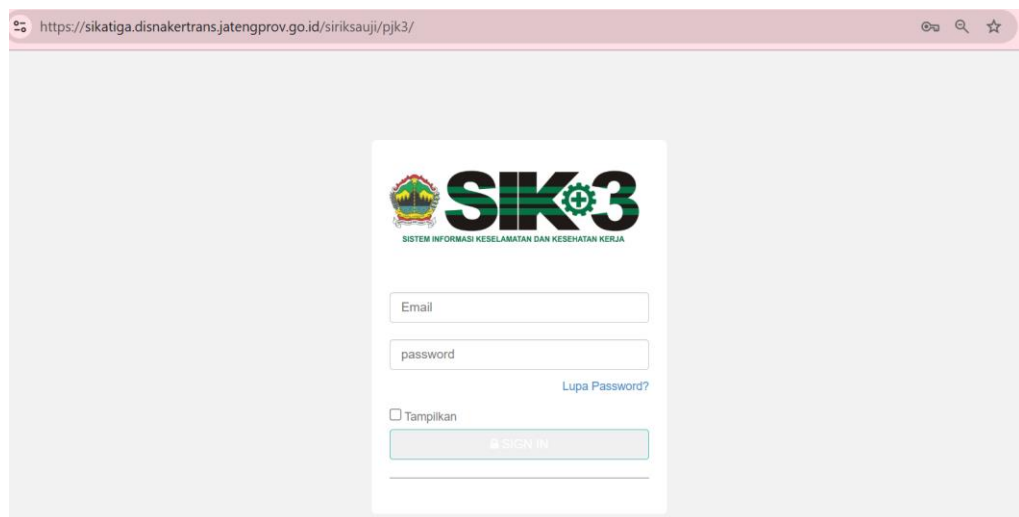 https://sikatiga.disnakertrans.jatengprov.go.id/siriksauji/pjk3/
SIK3
SISTEM INFORMASI KESELAMATAN DAN KESEHATAN KERJA
Email
password
Lupa Password?
Tampilkan
SIGN IN